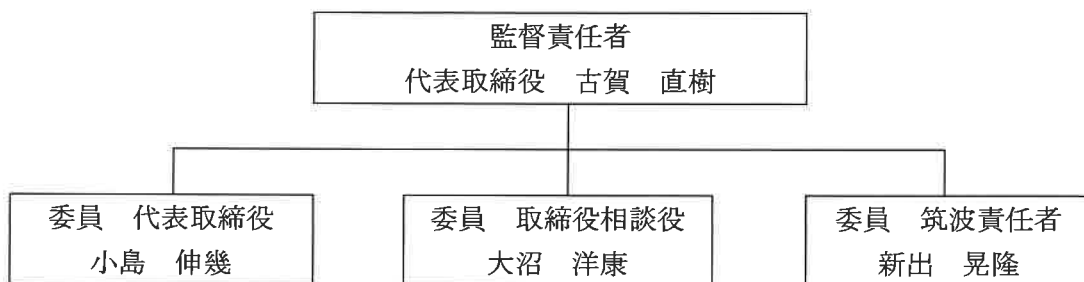 監督責任者
代表取締役　古賀　直樹
委員　代表取締役
小島　伸幾
委員　取締役相談役
大沼　洋康
委員　筑波責任者
新出　晃隆